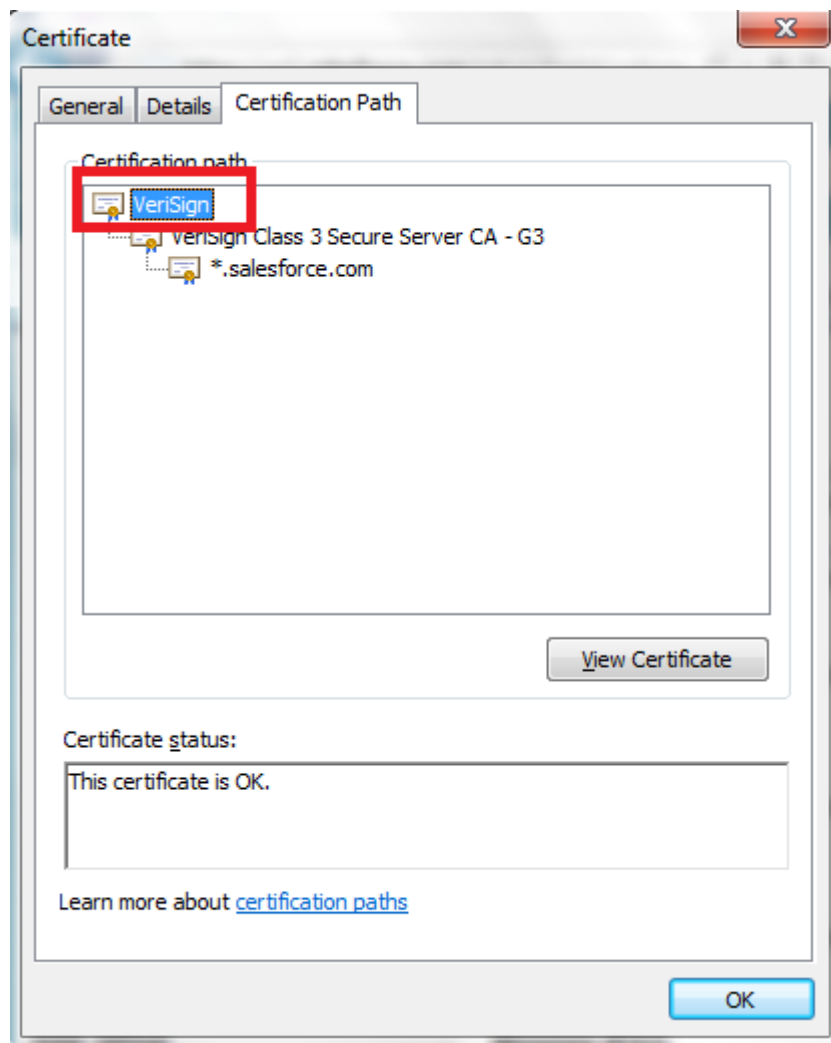 Certificate
General Details Certification Path
Certification path
VeriSign
VeriSign Class 3 Secure Server CA - G3
*.salesforce.com
View Certificate
Certificate status:
This certificate is OK.
Learn more about certification paths
OK